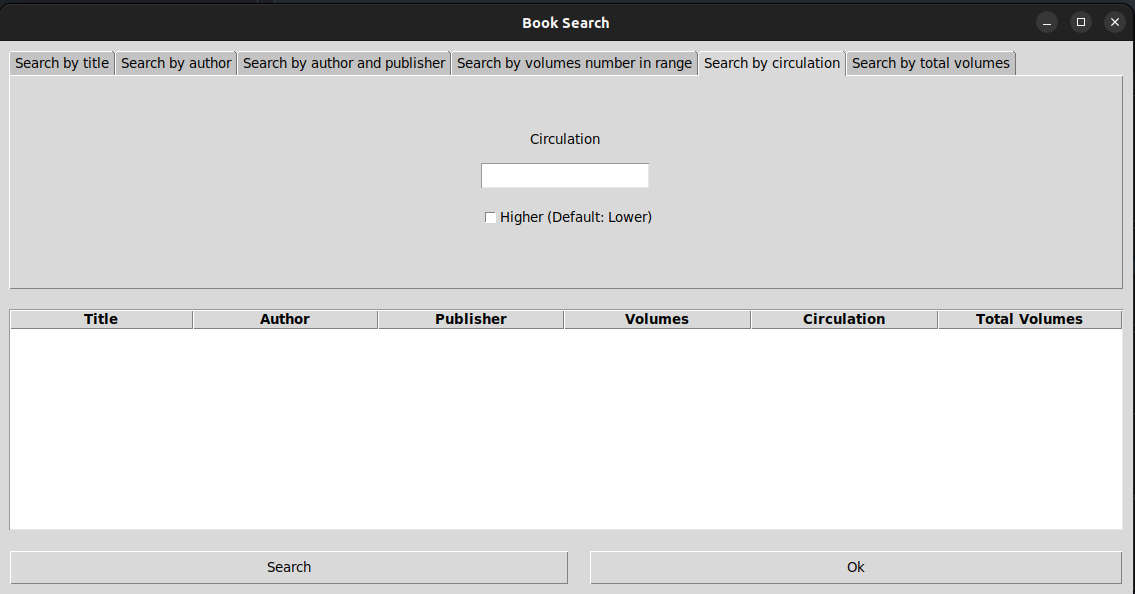 Book Search
Search by title Search by author Search by author and publisher Search by volumes number in range Search by circulation Search by total volumes
Circulation
Higher (Default: Lower)
Title Author Publisher Volumes Circulation Total Volumes
Search Ok